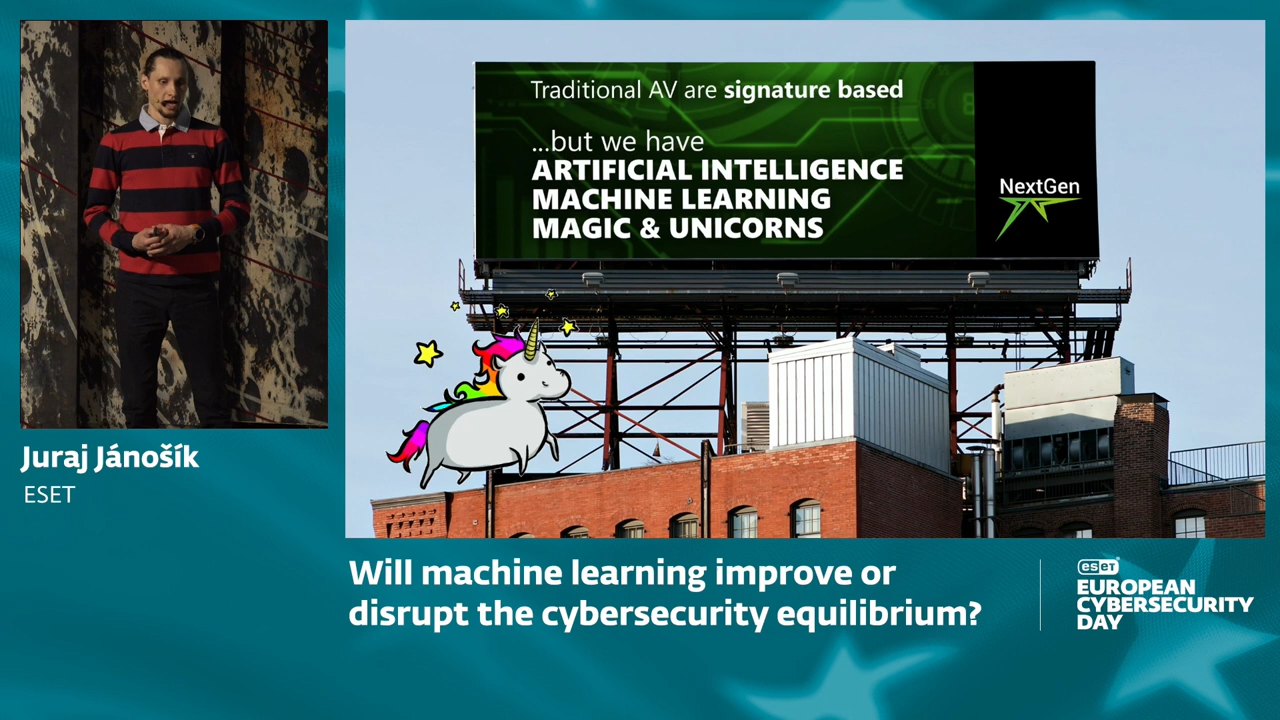 Traditional AV are signature based
...but we have
ARTIFICIAL INTELLIGENCE
MACHINE LEARNING
MAGIC & UNICORNS
NextGen
Juraj Jánošík
ESET
Will machine learning improve or
disrupt the cybersecurity equilibrium?
eseT
EUROPEAN
CYBERSECURITY
DAY